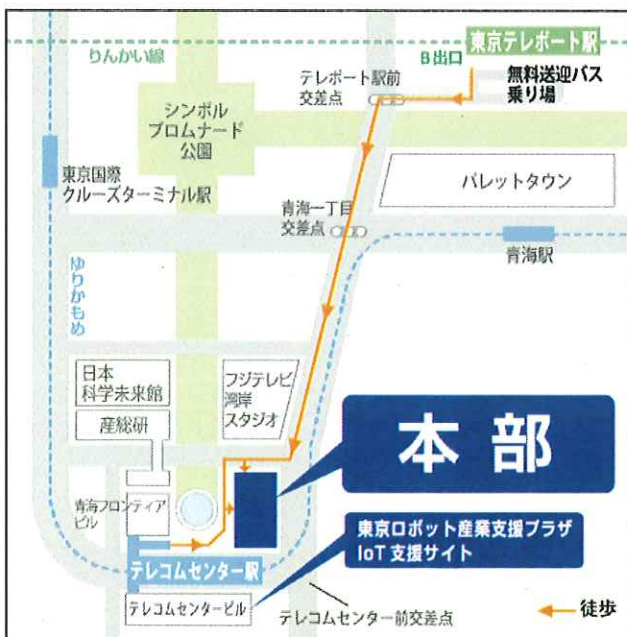 東京テレポート駅
りんかい線
B出口
テレポート駅前
交差点
無料送迎バス
乗り場
シンボル
プロムナード
公園
東京国際
クルーズターミナル駅
パレットタウン
青海一丁目
交差点
青海駅
ゆりかもめ
日本
科学未来館
産総研
フジテレビ
湾岸
スタジオ
本部
青海フロンティア
ビル
東京ロボット産業支援プラザ
IoT支援サイト
テレコムセンター駅
テレコムセンタービル
テレコムセンター前交差点
徒歩